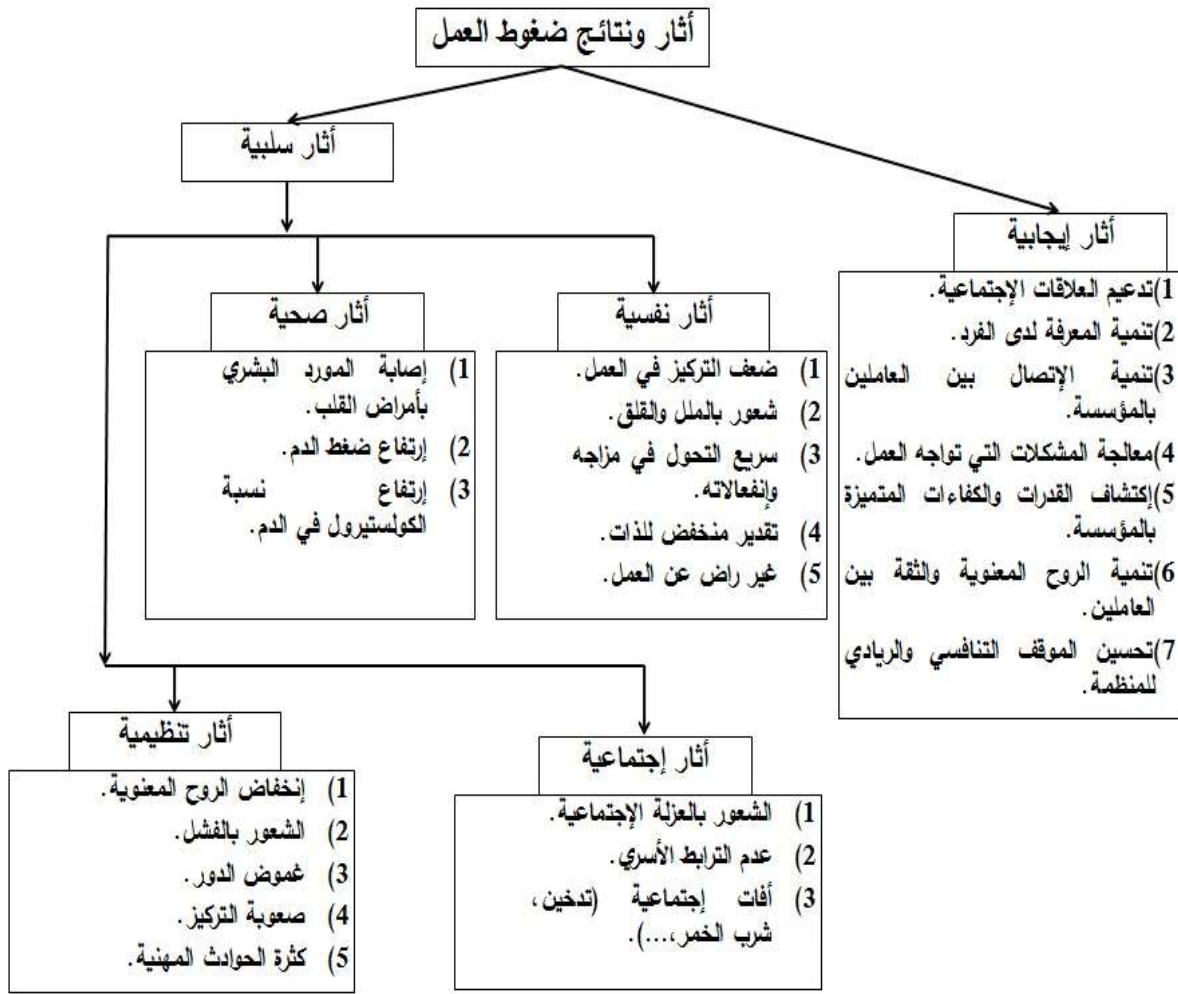 أثار ونتائج ضغوط العمل
أثار سلبية
أثار إيجابية
1)تدعيم العلاقات الإجتماعية.
2)تنمية المعرفة لدى الفرد.
3)تنمية الإتصال بين العاملين
بالمؤسسة.
4)معالجة المشكلات التي تواجه العمل.
5)إكتشاف القدرات والكفاءات المتميزة
بالمؤسسة.
6)تنمية الروح المعنوية والثقة بين
العاملين.
7)تحسين الموقف التنافسي والريادي
للمنظمة.
أثار نفسية
1) ضعف التركيز في العمل.
2) شعور بالملل والقلق.
3) سريع التحول في مزاجه
وإنفعالاته.
4) تقدير منخفض للذات.
5) غير راض عن العمل.
أثار صحية
1) إصابة المورد البشري
بأمراض القلب.
2) إرتفاع ضغط الدم.
3) إرتفاع نسبة
الكولستيرول في الدم.
أثار إجتماعية
1) الشعور بالعزلة الإجتماعية.
2) عدم الترابط الأسري.
3) أفات إجتماعية (تدخين،
شرب الخمر،...).
أثار تنظيمية
1) إنخفاض الروح المعنوية.
2) الشعور بالفشل.
3) غموض الدور.
4) صعوبة التركيز.
5) كثرة الحوادث المهنية.